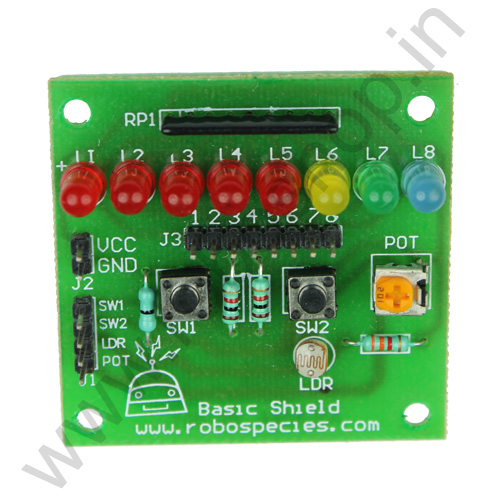 RP1
+ L1 L2 L3 L4 L5 L6 L7 L8
1 2 3 4 5 6 7 8
J3
VCC
GND
J2
POT
SW1
SW2
LDR
POT
J1
SW1
SW2
LDR
Basic Shield
www.robospecies.com